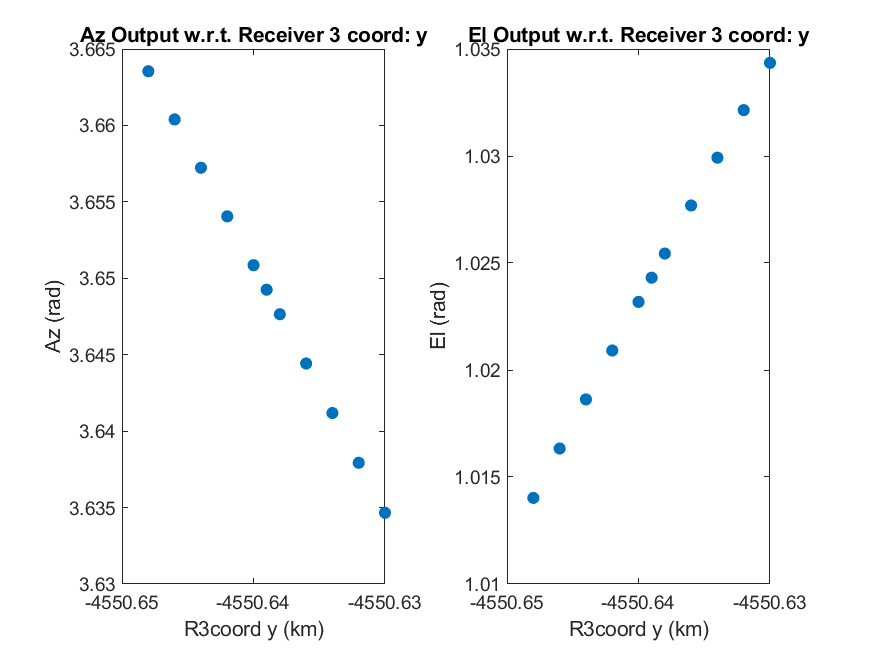 Az Output w.r.t. Receiver 3 coord: y
3.665
3.66
3.655
3.65
3.645
3.64
3.635
3.63
Az (rad)
-4550.65 -4550.64 -4550.63
R3coord y (km)
El Output w.r.t. Receiver 3 coord: y
1.035
1.03
1.025
1.02
1.015
1.01
El (rad)
-4550.65 -4550.64 -4550.63
R3coord y (km)